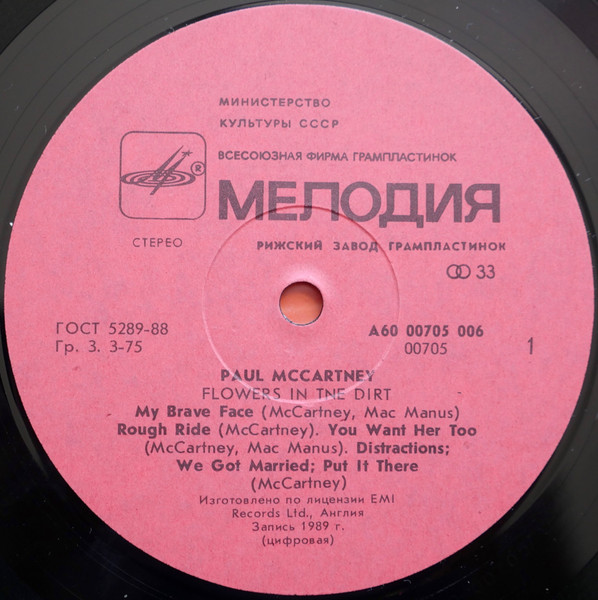 МИНИСТЕРСТВО
КУЛЬТУРЫ СССР
ВСЕСОЮЗНАЯ ФИРМА ГРАМПЛАСТИНОК
®
МЕЛОДИЯ
СТЕРЕО
РИЖСКИЙ ЗАВОД ГРАМПЛАСТИНОК
33
ГОСТ 5289-88
Гр. 3. 3-75
А60 00705 006
00705
1
PAUL MCCARTNEY
FLOWERS IN TNE DIRT
My Brave Face (McCartney, Mac Manus)
Rough Ride (McCartney). You Want Her Too
(McCartney, Mac Manus). Distractions;
We Got Married; Put It There
(McCartney)
Изготовлено по лицензии EMI
Records Ltd., Англия
Запись 1989 г.
(цифровая)